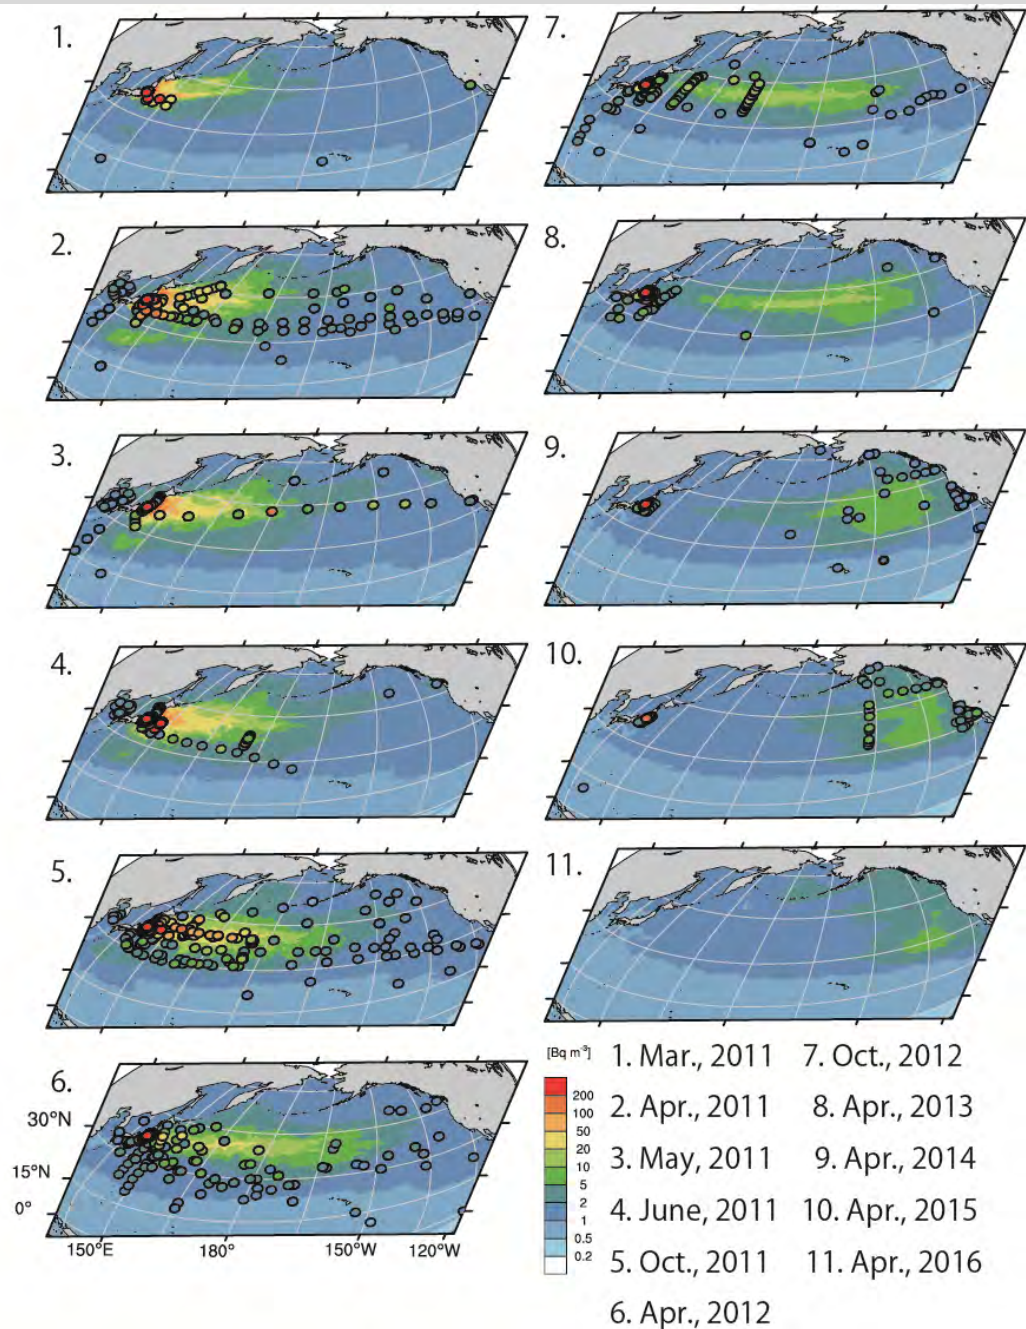 1.
7.
2.
8.
3.
9.
4.
10.
5.
11.
6.
30°N
15°N
0°
150°E 180° 150°W 120°W
[Bq m⁻³]
200
100
50
20
10
5
2
1
0.5
0.2
1. Mar., 2011 7. Oct., 2012
2. Apr., 2011 8. Apr., 2013
3. May, 2011 9. Apr., 2014
4. June, 2011 10. Apr., 2015
5. Oct., 2011 11. Apr., 2016
6. Apr., 2012